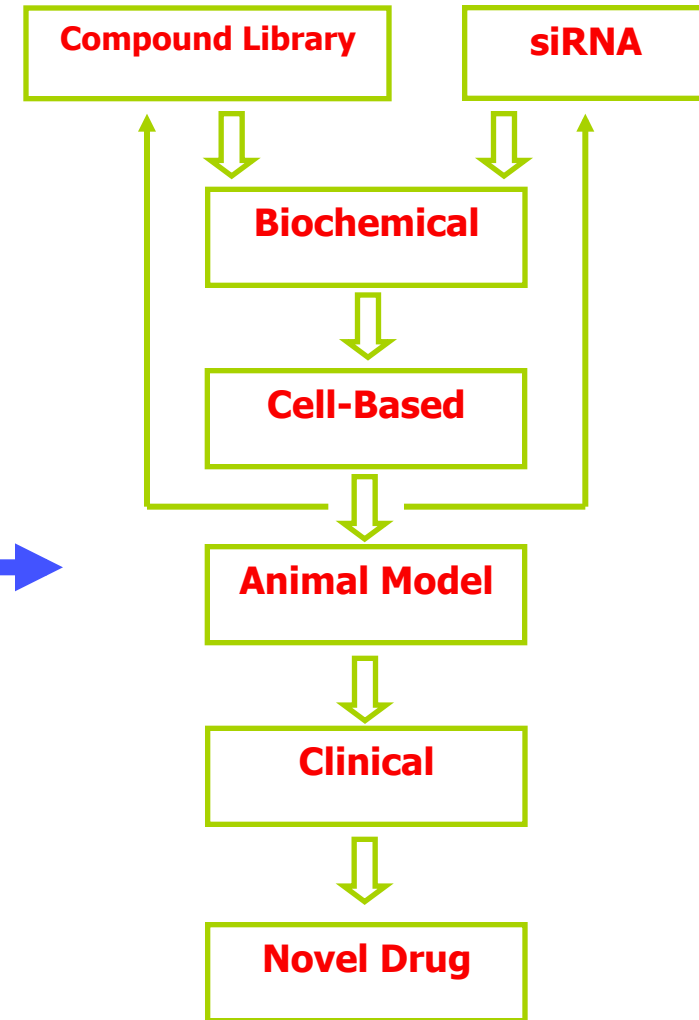 Compound Library
siRNA
Biochemical
Cell-Based
Animal Model
Clinical
Novel Drug